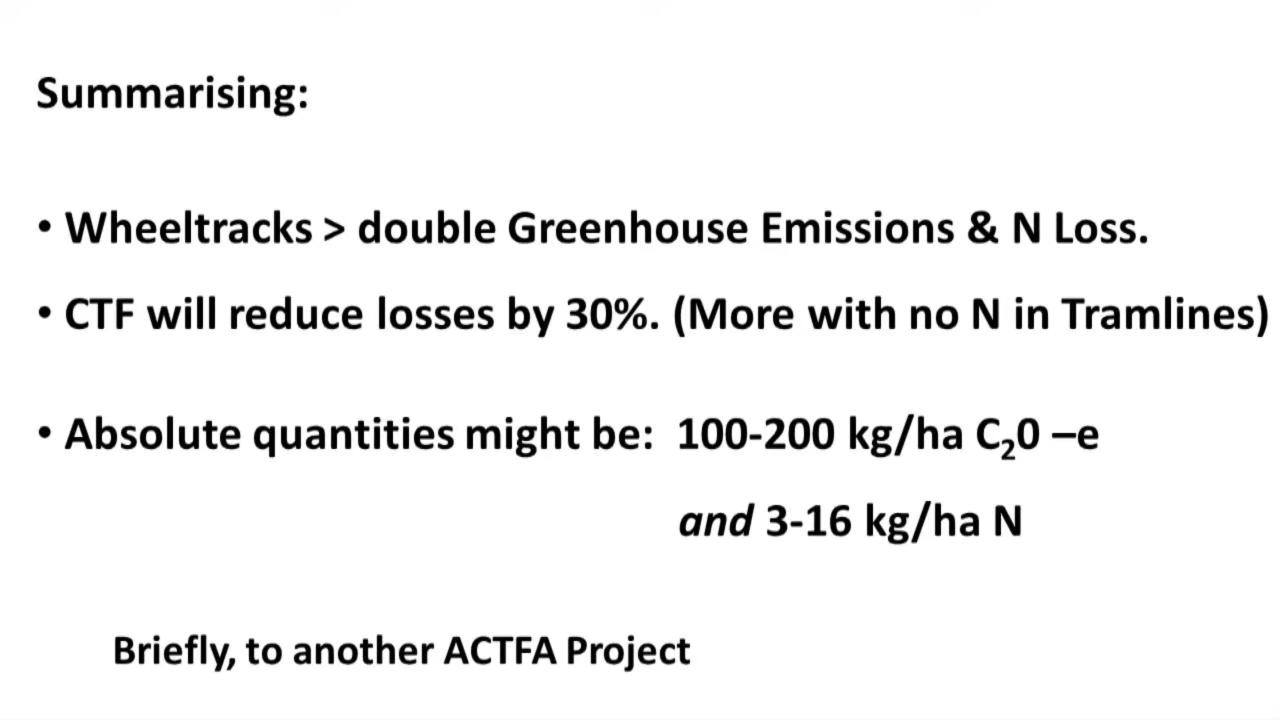 Summarising:
• Wheeltracks > double Greenhouse Emissions & N Loss.
• CTF will reduce losses by 30%. (More with no N in Tramlines)
• Absolute quantities might be: 100-200 kg/ha C₂0 –e
and 3-16 kg/ha N
Briefly, to another ACTFA Project